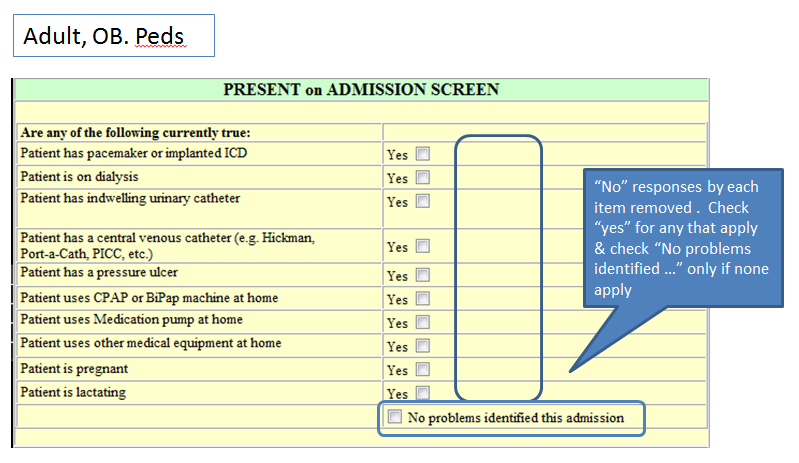 Adult, OB. Peds
PRESENT on ADMISSION SCREEN
Are any of the following currently true:
Patient has pacemaker or implanted ICD Yes
Patient is on dialysis Yes
Patient has indwelling urinary catheter Yes
Patient has a central venous catheter (e.g. Hickman,
Port-a-Cath, PICC, etc.) Yes
Patient has a pressure ulcer Yes
Patient uses CPAP or BiPap machine at home Yes
Patient uses Medication pump at home Yes
Patient uses other medical equipment at home Yes
Patient is pregnant Yes
Patient is lactating Yes
No problems identified this admission
“No” responses by each
item removed . Check
“yes” for any that apply
& check “No problems
identified ...” only if none
apply